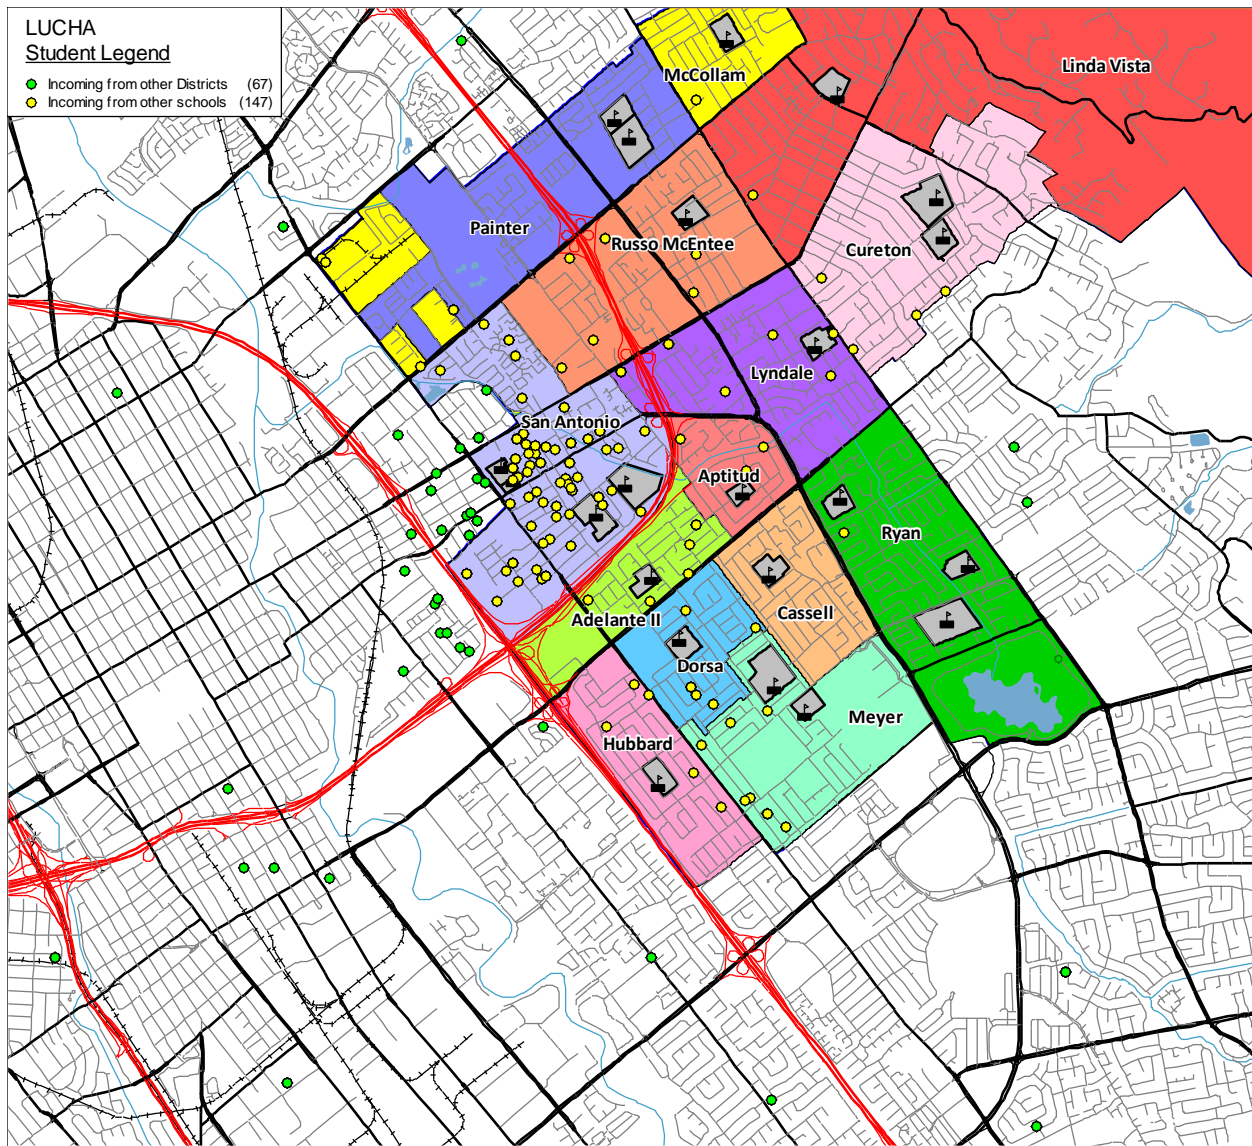 LUCHA
Student Legend
Incoming from other Districts (67)
Incoming from other schools (147)
McCollam
Linda Vista
Painter
Russo McEntee
Cureton
Lyndale
San Antonio
Aptitud
Ryan
Adelante II
Cassell
Dorsa
Meyer
Hubbard